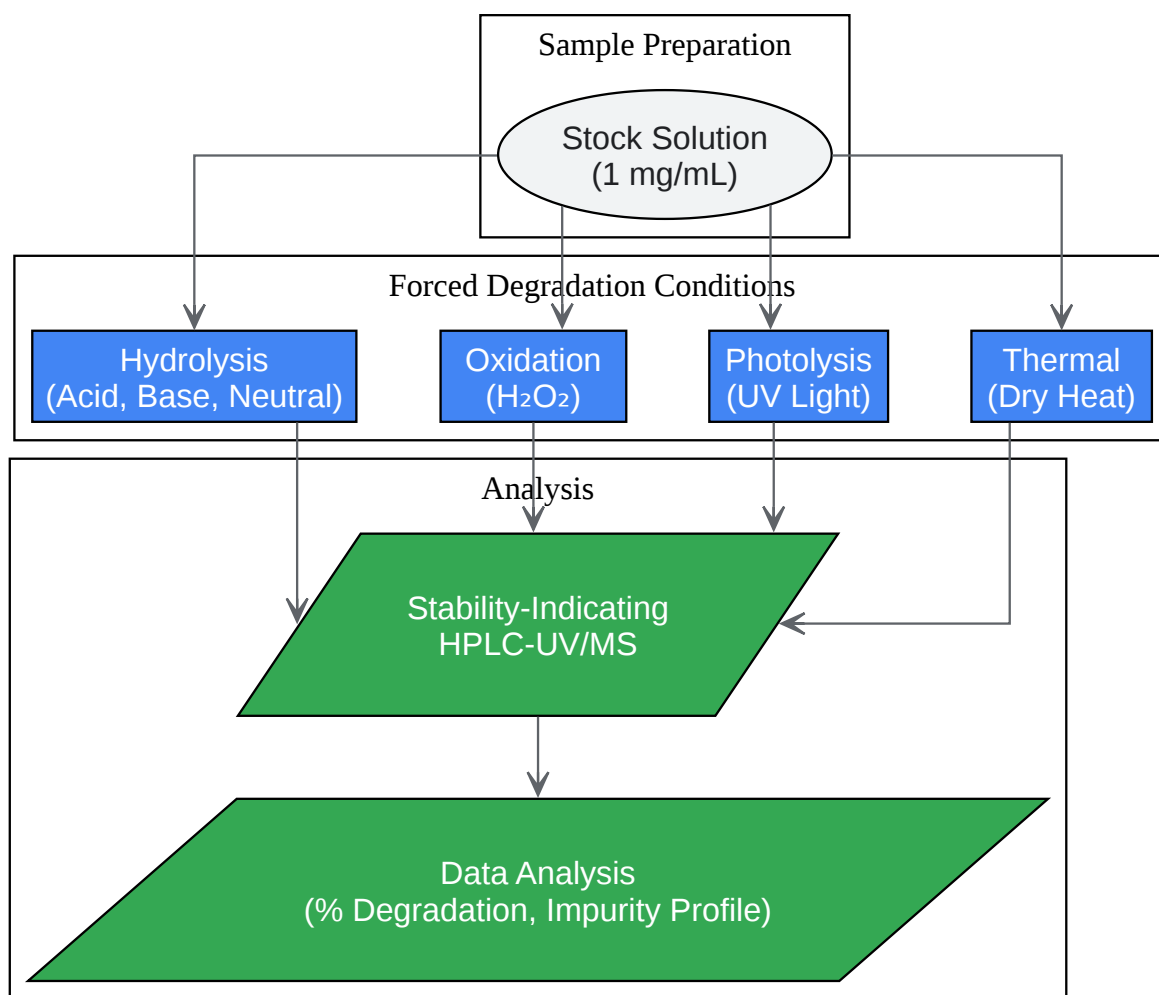 Sample Preparation
Stock Solution
(1 mg/mL)
Forced Degradation Conditions
Hydrolysis
(Acid, Base, Neutral)
Oxidation
(H₂O₂)
Photolysis
(UV Light)
Thermal
(Dry Heat)
Analysis
Stability-Indicating
HPLC-UV/MS
Data Analysis
(% Degradation, Impurity Profile)